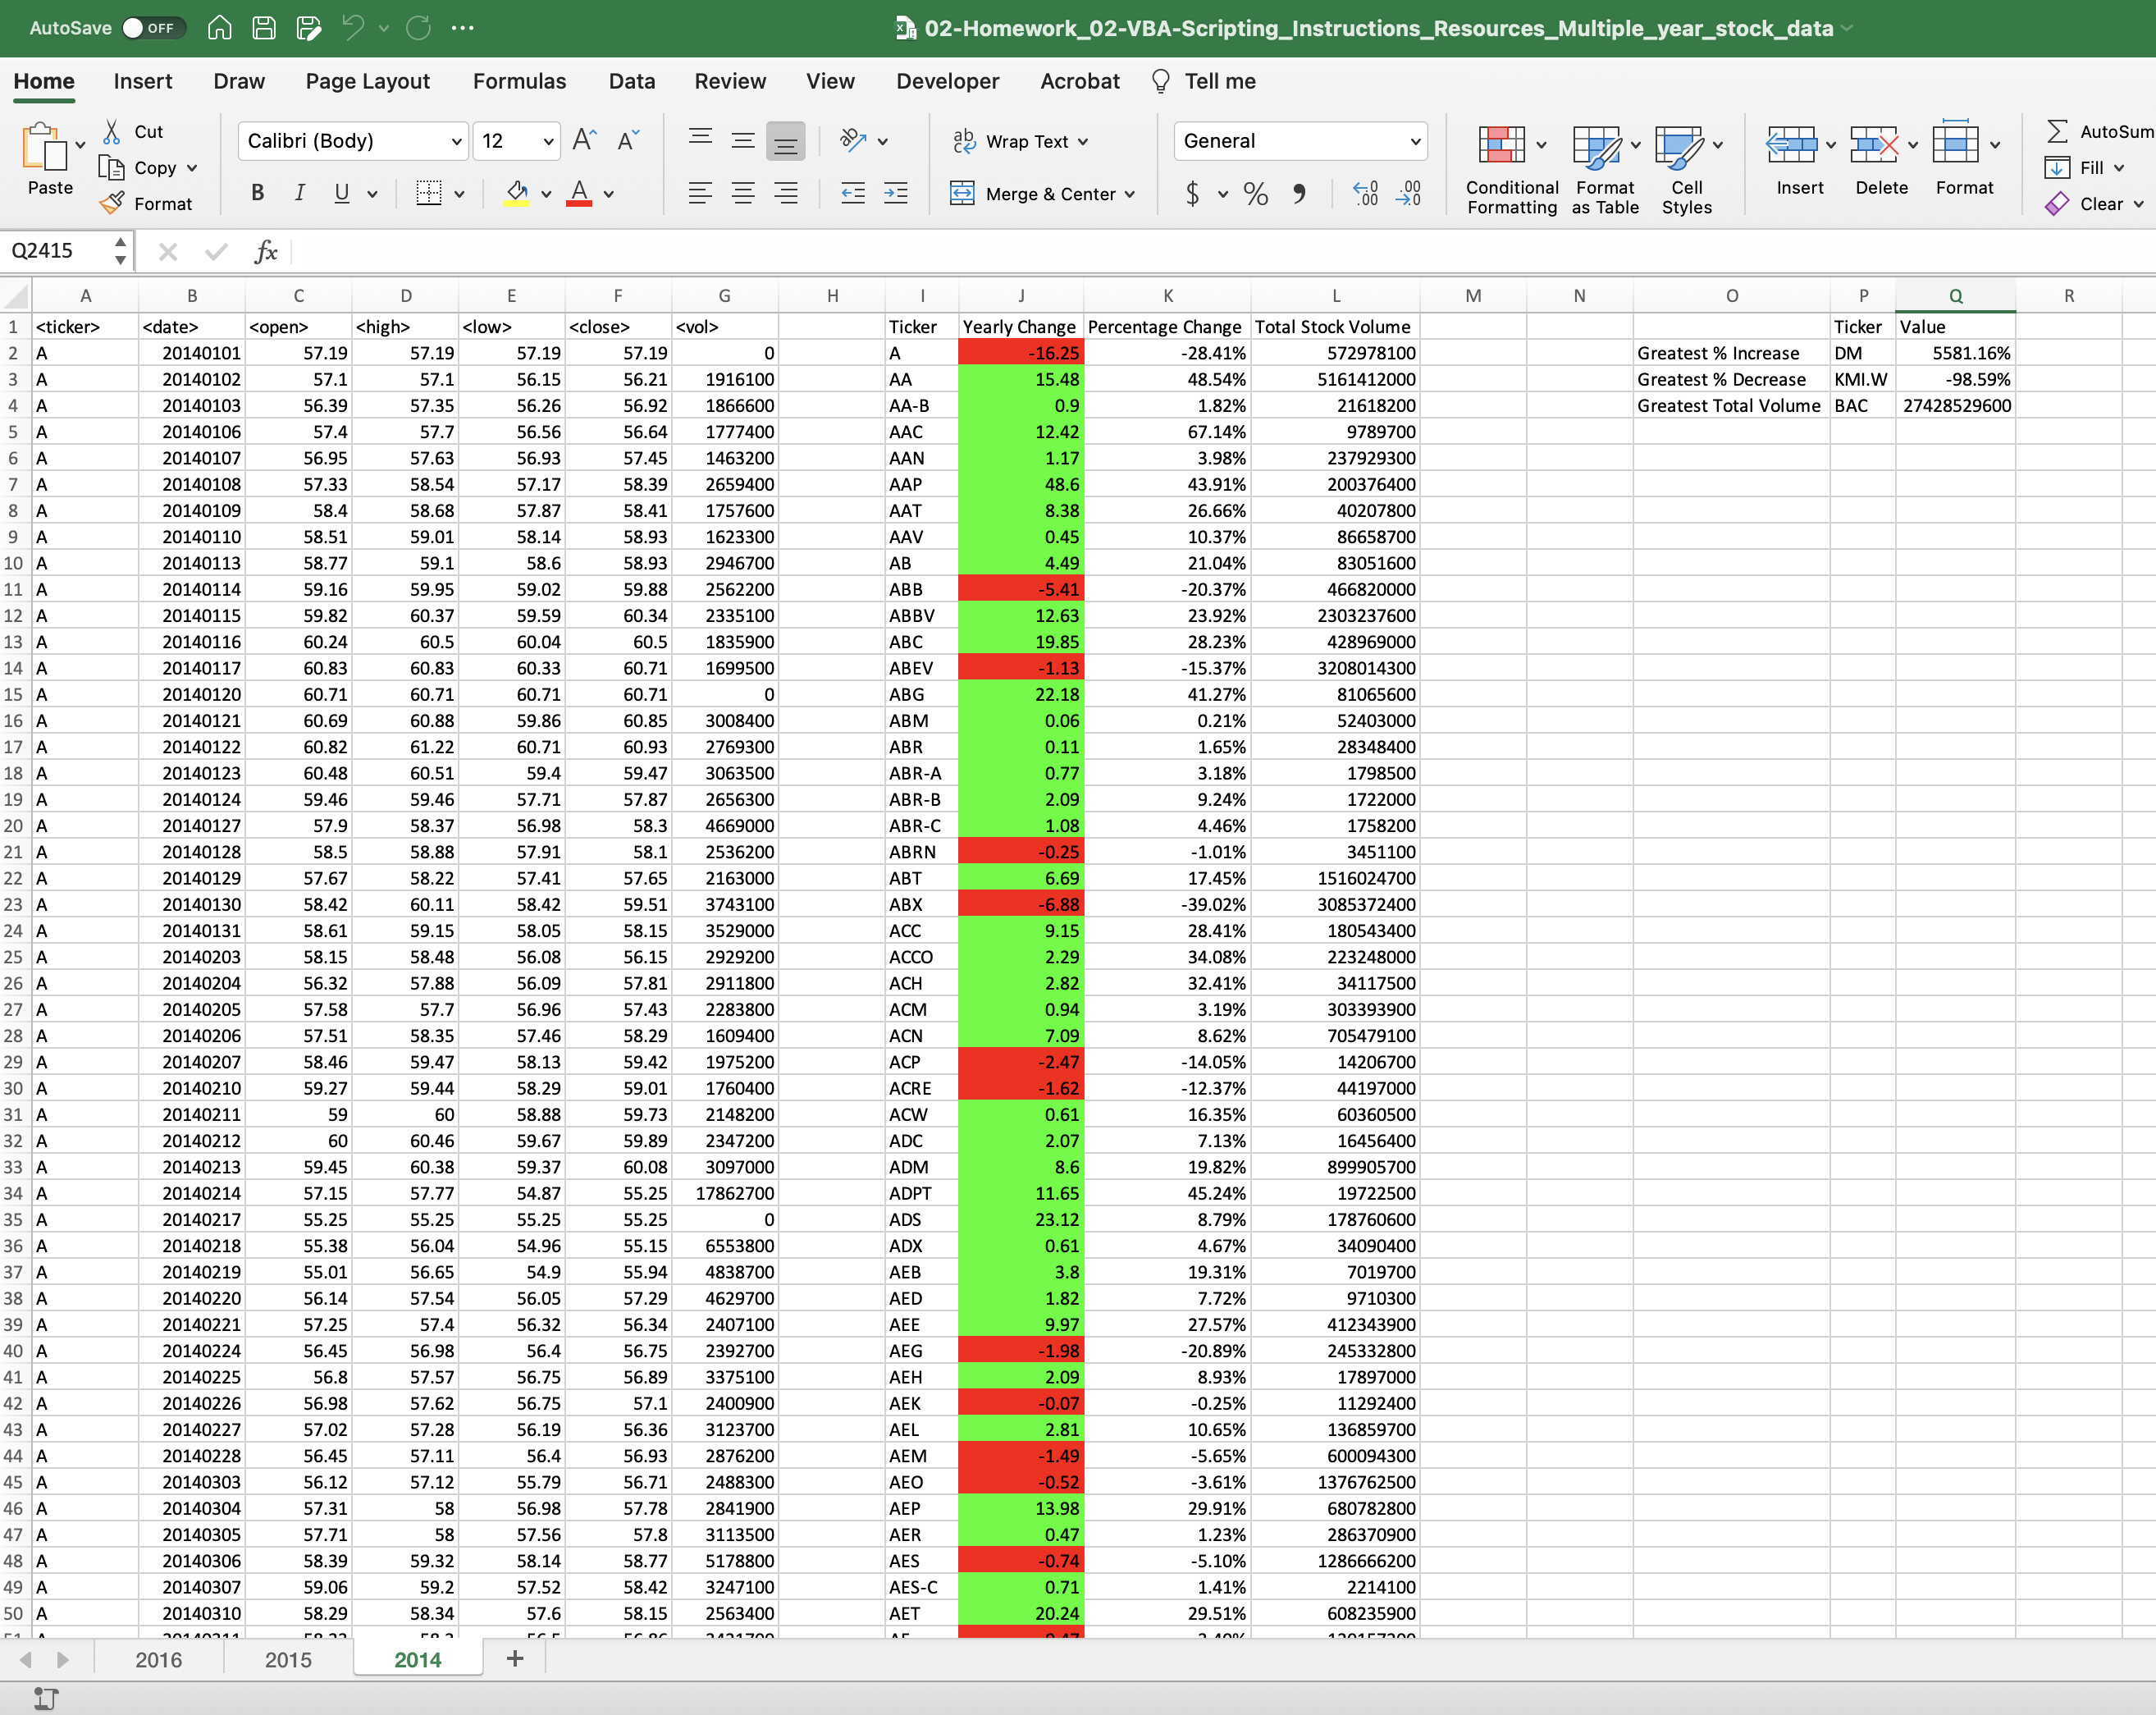 AutoSave OFF 02-Homework_02-VBA-Scripting_Instructions_Resources_Multiple_year_stock_data
Home Insert Draw Page Layout Formulas Data Review View Developer Acrobat Tell me
Paste Cut Copy Format
Calibri (Body) 12
B I U A
Wrap Text
Merge & Center
General
$ %
Conditional Formatting Format as Table Cell Styles
Insert Delete Format
AutoSum
Fill
Clear
Q2415 fx
A B C D E F G H I J K L M N O P Q R
1 <ticker> <date> <open> <high> <low> <close> <vol> Ticker Yearly Change Percentage Change Total Stock Volume Ticker Value
2 A 20140101 57.19 57.19 57.19 57.19 0 A -16.25 -28.41% 572978100 Greatest % Increase DM 5581.16%
3 A 20140102 57.1 57.1 56.15 56.21 1916100 AA 15.48 48.54% 5161412000 Greatest % Decrease KMI.W -98.59%
4 A 20140103 56.39 57.35 56.26 56.92 1866600 AA-B 0.9 1.82% 21618200 Greatest Total Volume BAC 27428529600
5 A 20140106 57.4 57.7 56.56 56.64 1777400 AAC 12.42 67.14% 9789700
6 A 20140107 56.95 57.63 56.93 57.45 1463200 AAN 1.17 3.98% 237929300
7 A 20140108 57.33 58.54 57.17 58.39 2659400 AAP 48.6 43.91% 200376400
8 A 20140109 58.4 58.68 57.87 58.41 1757600 AAT 8.38 26.66% 40207800
9 A 20140110 58.51 59.01 58.14 58.93 1623300 AAV 0.45 10.37% 86658700
10 A 20140113 58.77 59.1 58.6 58.93 2946700 AB 4.49 21.04% 83051600
11 A 20140114 59.16 59.95 59.02 59.88 2562200 ABB -5.41 -20.37% 466820000
12 A 20140115 59.82 60.37 59.59 60.34 2335100 ABBV 12.63 23.92% 2303237600
13 A 20140116 60.24 60.5 60.04 60.5 1835900 ABC 19.85 28.23% 428969000
14 A 20140117 60.83 60.83 60.33 60.71 1699500 ABEV -1.13 -15.37% 3208014300
15 A 20140120 60.71 60.71 60.71 60.71 0 ABG 22.18 41.27% 81065600
16 A 20140121 60.69 60.88 59.86 60.85 3008400 ABM 0.06 0.21% 52403000
17 A 20140122 60.82 61.22 60.71 60.93 2769300 ABR 0.11 1.65% 28348400
18 A 20140123 60.48 60.51 59.4 59.47 3063500 ABR-A 0.77 3.18% 1798500
19 A 20140124 59.46 59.46 57.71 57.87 2656300 ABR-B 2.09 9.24% 1722000
20 A 20140127 57.9 58.37 56.98 58.3 4669000 ABR-C 1.08 4.46% 1758200
21 A 20140128 58.5 58.88 57.91 58.1 2536200 ABRN -0.25 -1.01% 3451100
22 A 20140129 57.67 58.22 57.41 57.65 2163000 ABT 6.69 17.45% 1516024700
23 A 20140130 58.42 60.11 58.42 59.51 3743100 ABX -6.88 -39.02% 3085372400
24 A 20140131 58.61 59.15 58.05 58.15 3529000 ACC 9.15 28.41% 180543400
25 A 20140203 58.15 58.48 56.08 56.15 2929200 ACCO 2.29 34.08% 223248000
26 A 20140204 56.32 57.88 56.09 57.81 2911800 ACH 2.82 32.41% 34117500
27 A 20140205 57.58 57.7 56.96 57.43 2283800 ACM 0.94 3.19% 303393900
28 A 20140206 57.51 58.35 57.46 58.29 1609400 ACN 7.09 8.62% 705479100
29 A 20140207 58.46 59.47 58.13 59.42 1975200 ACP -2.47 -14.05% 14206700
30 A 20140210 59.27 59.44 58.29 59.01 1760400 ACRE -1.62 -12.37% 44197000
31 A 20140211 59 60 58.88 59.73 2148200 ACW 0.61 16.35% 60360500
32 A 20140212 60 60.46 59.67 59.89 2347200 ADC 2.07 7.13% 16456400
33 A 20140213 59.45 60.38 59.37 60.08 3097000 ADM 8.6 19.82% 899905700
34 A 20140214 57.15 57.77 54.87 55.25 17862700 ADPT 11.65 45.24% 19722500
35 A 20140217 55.25 55.25 55.25 55.25 0 ADS 23.12 8.79% 178760600
36 A 20140218 55.38 56.04 54.96 55.15 6553800 ADX 0.61 4.67% 34090400
37 A 20140219 55.01 56.65 54.9 55.94 4838700 AEB 3.8 19.31% 7019700
38 A 20140220 56.14 57.54 56.05 57.29 4629700 AED 1.82 7.72% 9710300
39 A 20140221 57.25 57.4 56.32 56.34 2407100 AEE 9.97 27.57% 412343900
40 A 20140224 56.45 56.98 56.4 56.75 2392700 AEG -1.98 -20.89% 245332800
41 A 20140225 56.8 57.57 56.75 56.89 3375100 AEH 2.09 8.93% 17897000
42 A 20140226 56.98 57.62 56.75 57.1 2400900 AEK -0.07 -0.25% 11292400
43 A 20140227 57.02 57.28 56.19 56.36 3123700 AEL 2.81 10.65% 136859700
44 A 20140228 56.45 57.11 56.4 56.93 2876200 AEM -1.49 -5.65% 600094300
45 A 20140303 56.12 57.12 55.79 56.71 2488300 AEO -0.52 -3.61% 1376762500
46 A 20140304 57.31 58 56.98 57.78 2841900 AEP 13.98 29.91% 680782800
47 A 20140305 57.71 58 57.56 57.8 3113500 AER 0.47 1.23% 286370900
48 A 20140306 58.39 59.32 58.14 58.77 5178800 AES -0.74 -5.10% 1286666200
49 A 20140307 59.06 59.2 57.52 58.42 3247100 AES-C 0.71 1.41% 2214100
50 A 20140310 58.29 58.34 57.6 58.15 2563400 AET 20.24 29.51% 608235900
2016 2015 2014 +